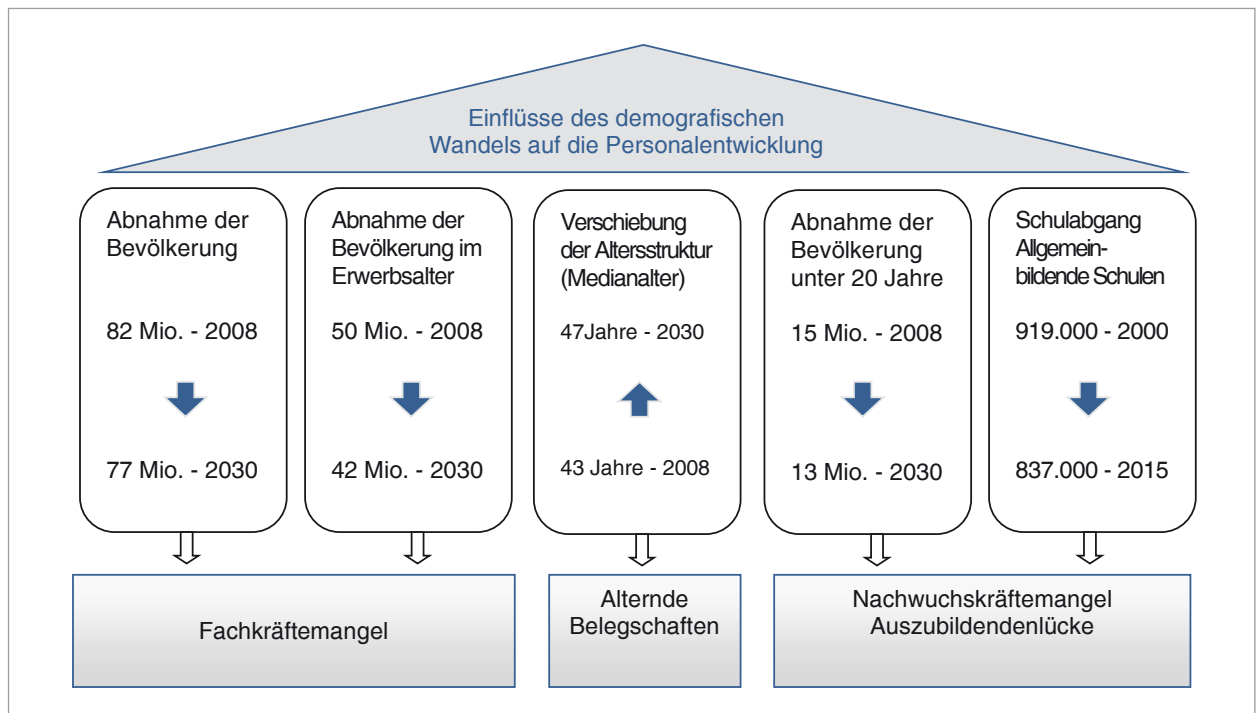 Einflüsse des demografischen
Wandels auf die Personalentwicklung
Abnahme der
Bevölkerung
82 Mio. - 2008
77 Mio. - 2030
Abnahme der
Bevölkerung im
Erwerbsalter
50 Mio. - 2008
42 Mio. - 2030
Verschiebung
der Altersstruktur
(Medianalter)
47Jahre - 2030
43 Jahre - 2008
Abnahme der
Bevölkerung
unter 20 Jahre
15 Mio. - 2008
13 Mio. - 2030
Schulabgang
Allgemein-
bildende Schulen
919.000 - 2000
837.000 - 2015
Fachkräftemangel
Alternde
Belegschaften
Nachwuchskräftemangel
Auszubildendenlücke